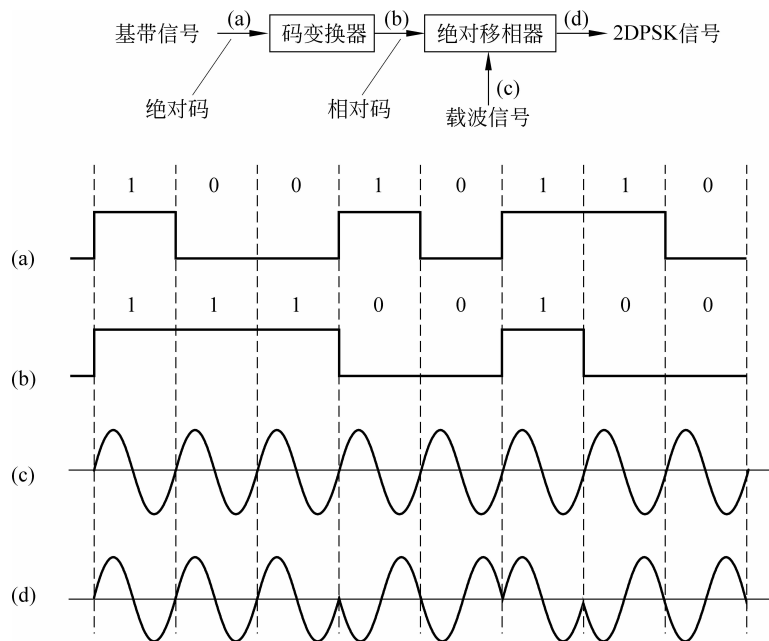 (a) (b) (d)
基带信号 码变换器 绝对移相器 2DPSK信号
(c)
绝对码 相对码 载波信号
1 0 0 1 0 1 1 0
(a)
1 1 1 0 0 1 0 0
(b)
(c)
(d)